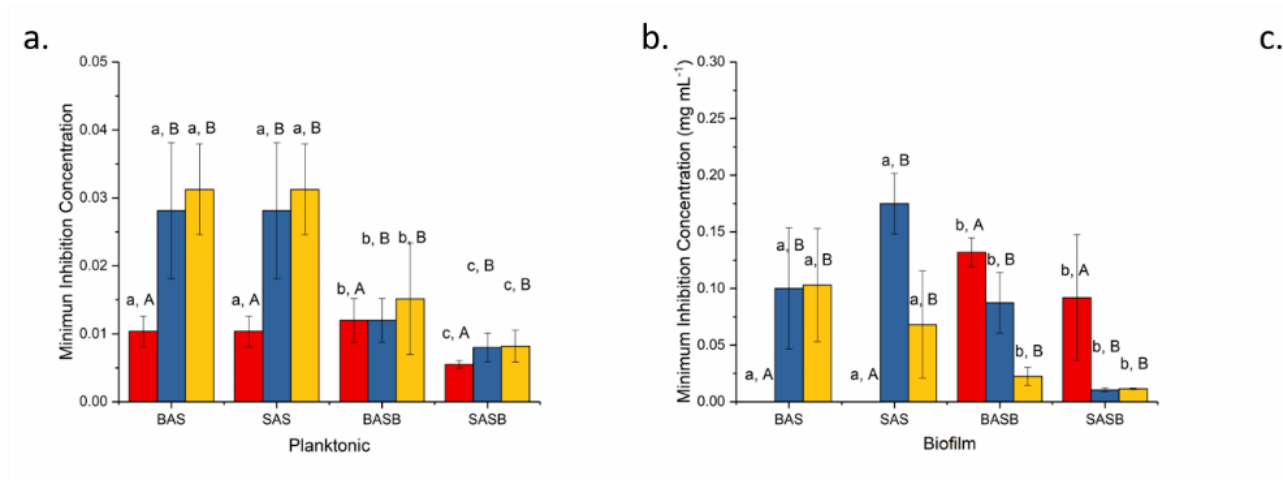 a.
b.
c.
0.05
0.04
0.03
0.02
0.01
0.00
Minimun Inhibition Concentration
a, A
a, B
a, B
a, A
a, B
a, B
b, A
b, B
b, B
c, A
c, B
c, B
BAS
SAS
BASB
SASB
Planktonic
0.30
0.25
0.20
0.15
0.10
0.05
0.00
Minimum Inhibition Concentration (mg mL⁻¹)
a, A
a, B
a, B
a, A
a, B
a, B
b, A
b, B
b, B
b, A
b, B
b, B
BAS
SAS
BASB
SASB
Biofilm